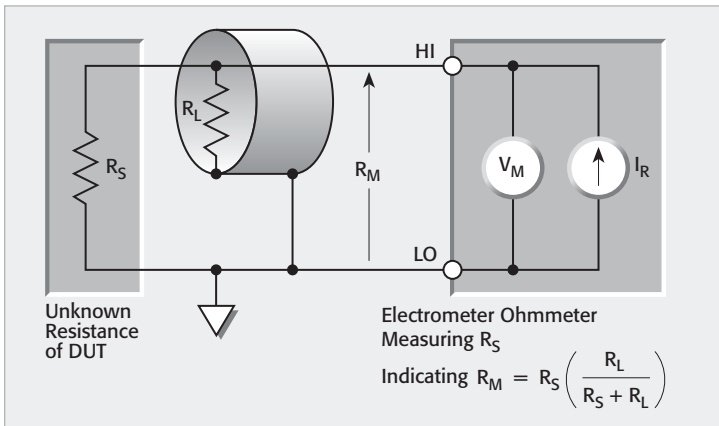 HI
R_L
R_S
R_M
V_M
I_R
LO
Unknown
Resistance
of DUT
Electrometer Ohmmeter
Measuring R_S
Indicating R_M = R_S ( R_L / R_S + R_L )